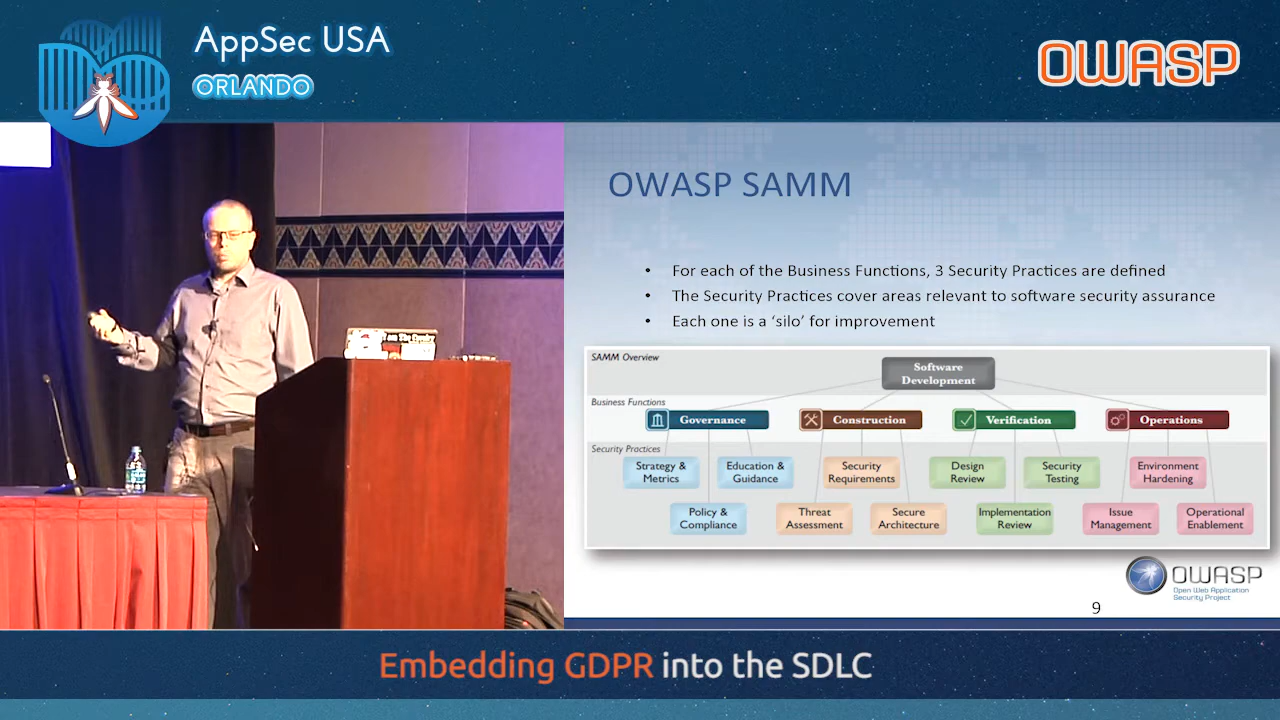 AppSec USA
ORLANDO
OWASP
OWASP SAMM
• For each of the Business Functions, 3 Security Practices are defined
• The Security Practices cover areas relevant to software security assurance
• Each one is a ‘silo’ for improvement
SAMM Overview
Software
Development
Business Functions
Governance
Construction
Verification
Operations
Security Practices
Strategy &
Metrics
Education &
Guidance
Security
Requirements
Design
Review
Security
Testing
Environment
Hardening
Policy &
Compliance
Threat
Assessment
Secure
Architecture
Implementation
Review
Issue
Management
Operational
Enablement
OWASP
Open Web Application
Security Project
9
Embedding GDPR into the SDLC